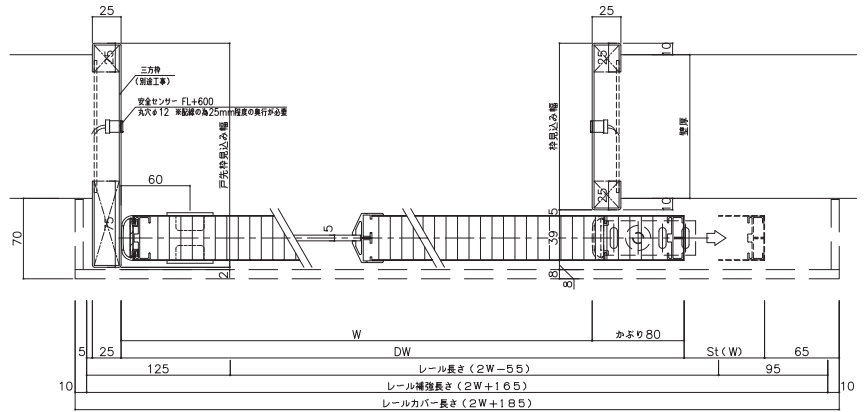 25
25
25
25
10
三方枠
(別途工事)
安全センサー FL+600
丸穴φ12 ※配線の為25mm程度の奥行が必要
戸先枠見込み幅
枠見込み幅
壁厚
60
75
25
10
70
5
5
39
2
8
8
W
かぶり80
5
25
DW
St(W)
65
125
レール長さ(2W-55)
95
10
レール補強長さ(2W+165)
10
レールカバー長さ(2W+185)